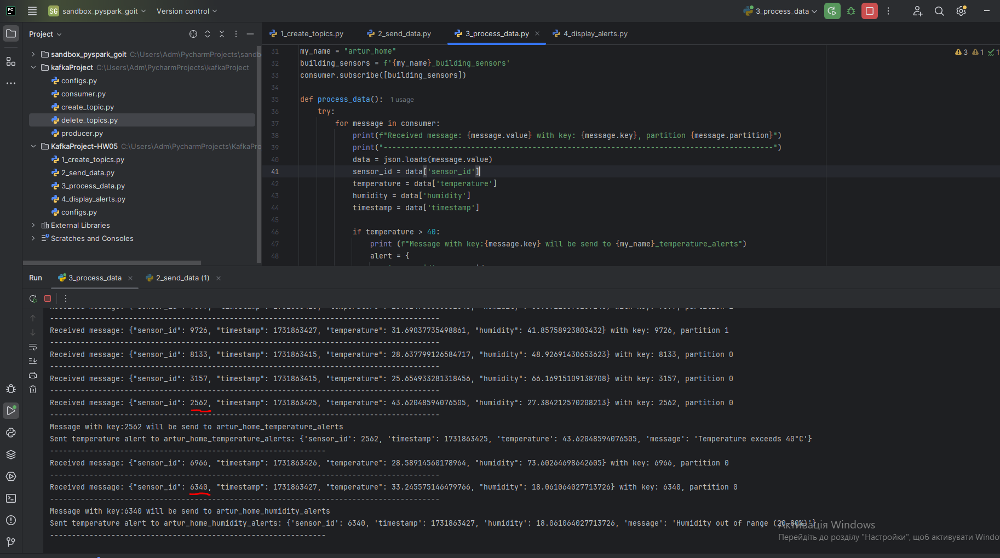 PC
SG sandbox_pyspark_goit
Version control
3_process_data
Project
1_create_topics.py
2_send_data.py
3_process_data.py
4_display_alerts.py
sandbox_pyspark_goit C:\Users\Adm\PycharmProjects\sandb
kafkaProject C:\Users\Adm\PycharmProjects\kafkaProject
configs.py
consumer.py
create_topic.py
delete_topics.py
producer.py
KafkaProject-HW05 C:\Users\Adm\PycharmProjects\KafkaPro
1_create_topics.py
2_send_data.py
3_process_data.py
4_display_alerts.py
configs.py
External Libraries
Scratches and Consoles
3 1 1
31 my_name = "artur_home"
32 building_sensors = f'{my_name}_building_sensors'
33 consumer.subscribe([building_sensors])
34
35 def process_data(): 1 usage
36 try:
37 for message in consumer:
38 print(f"Received message: {message.value} with key: {message.key}, partition {message.partition}")
39 print("-----------------------------------------------------------------------------------------")
40 data = json.loads(message.value)
41 sensor_id = data['sensor_id']
42 temperature = data['temperature']
43 humidity = data['humidity']
44 timestamp = data['timestamp']
45
46 if temperature > 40:
47 print (f"Message with key:{message.key} will be send to {my_name}_temperature_alerts")
48 alert = {
Run
3_process_data
2_send_data (1)
-----------------------------------------------------------------------------------------
Received message: {"sensor_id": 9726, "timestamp": 1731863427, "temperature": 31.69037735498861, "humidity": 41.85758923803432} with key: 9726, partition 1
-----------------------------------------------------------------------------------------
Received message: {"sensor_id": 8133, "timestamp": 1731863415, "temperature": 28.637799126584717, "humidity": 48.92691430653623} with key: 8133, partition 0
-----------------------------------------------------------------------------------------
Received message: {"sensor_id": 3157, "timestamp": 1731863415, "temperature": 25.654933281318456, "humidity": 66.16915109138708} with key: 3157, partition 0
-----------------------------------------------------------------------------------------
Received message: {"sensor_id": 2562, "timestamp": 1731863425, "temperature": 43.62048594076505, "humidity": 27.384212570208213} with key: 2562, partition 0
-----------------------------------------------------------------------------------------
Message with key:2562 will be send to artur_home_temperature_alerts
Sent temperature alert to artur_home_temperature_alerts: {'sensor_id': 2562, 'timestamp': 1731863425, 'temperature': 43.62048594076505, 'message': 'Temperature exceeds 40°C'}
---------------------------------------------------------------
Received message: {"sensor_id": 6966, "timestamp": 1731863426, "temperature": 28.58914560178964, "humidity": 73.60264698642605} with key: 6966, partition 0
-----------------------------------------------------------------------------------------
Received message: {"sensor_id": 6340, "timestamp": 1731863427, "temperature": 33.245575146479766, "humidity": 18.061064027713726} with key: 6340, partition 0
-----------------------------------------------------------------------------------------
Message with key:6340 will be send to artur_home_humidity_alerts
Sent temperature alert to artur_home_humidity_alerts: {'sensor_id': 6340, 'timestamp': 1731863427, 'humidity': 18.061064027713726, 'message': 'Humidity out of range (20-80%)'}
---------------------------------------------------------------
Активація Windows
Перейдіть до розділу "Настройки", щоб активувати Windo